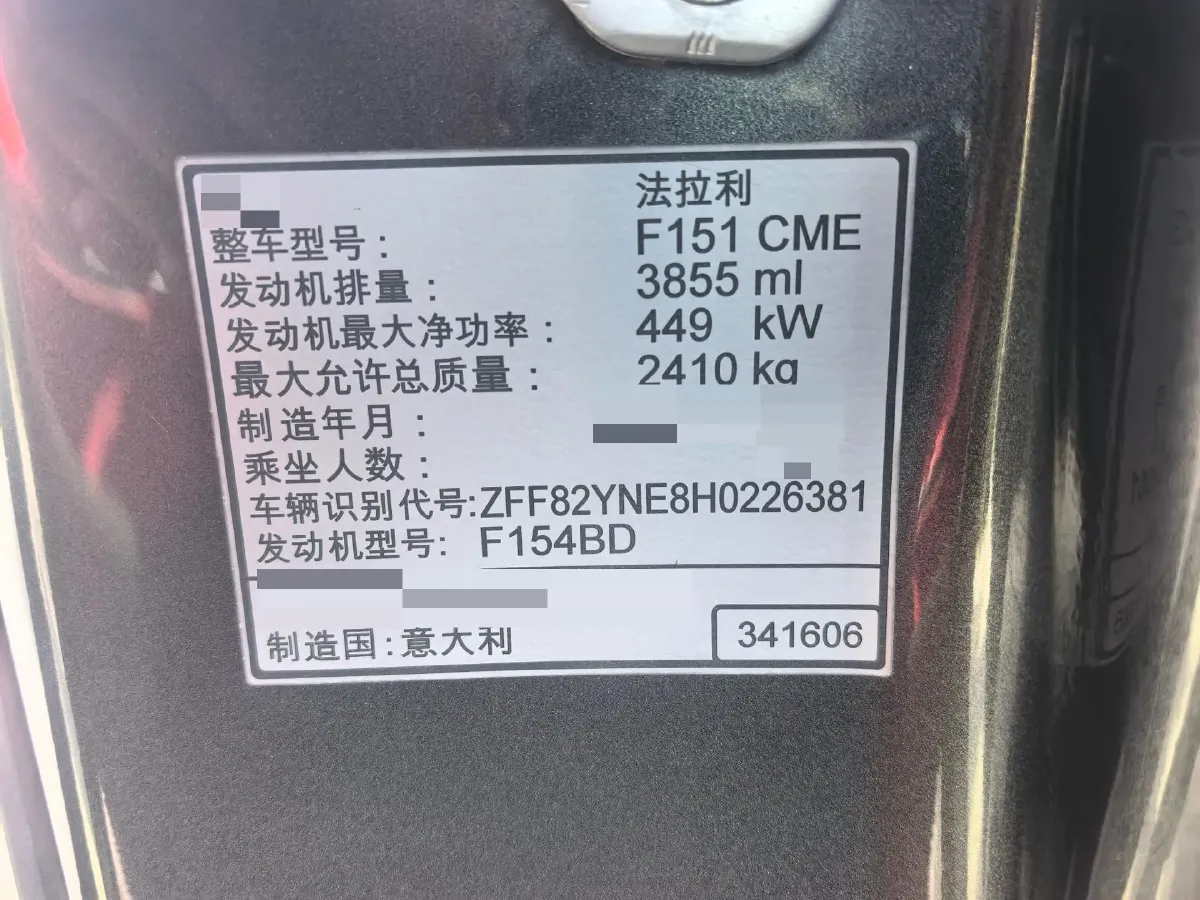 法拉利
整车型号: F151 CME
发动机排量: 3855 ml
发动机最大净功率: 449 kW
最大允许总质量: 2410 kg
制造年月:
乘坐人数:
车辆识别代号:ZFF82YNE8H0226381
发动机型号: F154BD
制造国:意大利 341606